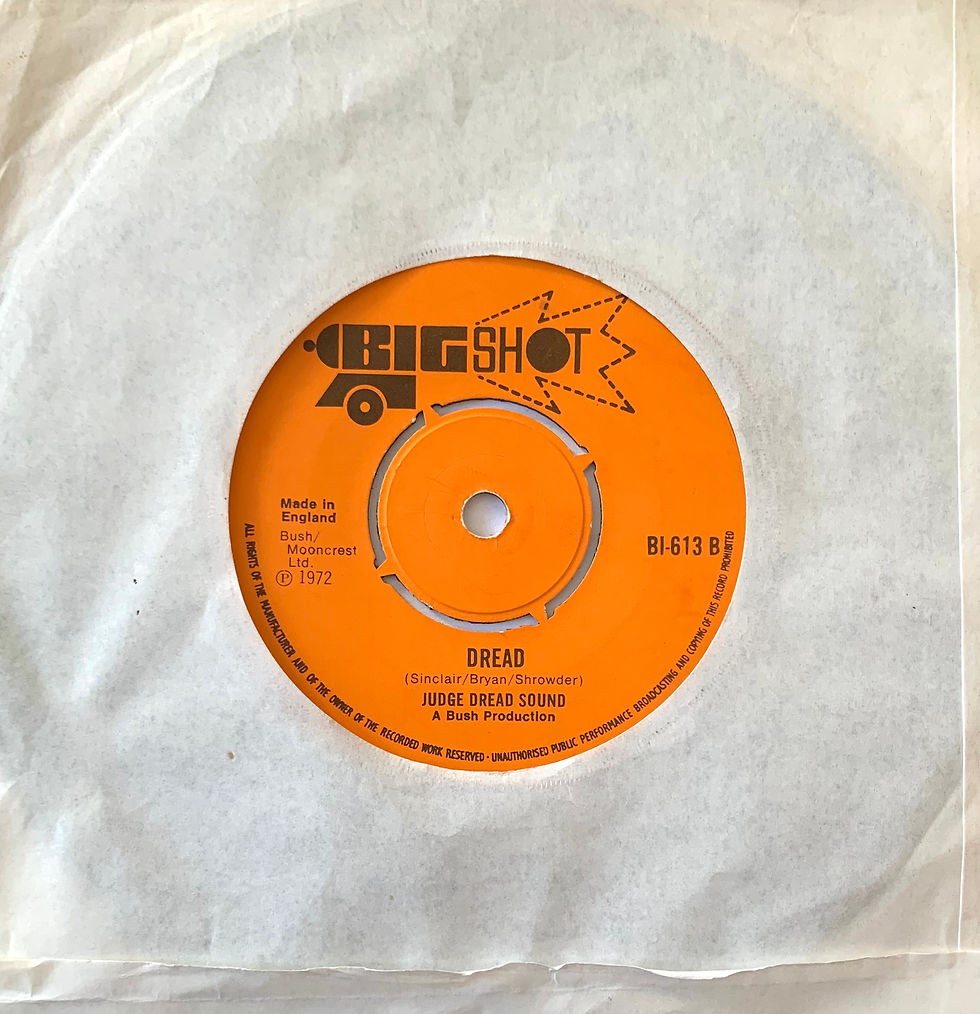 BIG SHOT
Made in
England
Bush/
Mooncrest
Ltd.
Ⓟ 1972
BI-613 B
DREAD
(Sinclair/Bryan/Shrowder)
JUDGE DREAD SOUND
A Bush Production
ALL RIGHTS OF THE MANUFACTURER AND OF THE OWNER OF THE RECORDED WORK RESERVED · UNAUTHORISED PUBLIC PERFORMANCE BROADCASTING AND COPYING OF THIS RECORD PROHIBITED